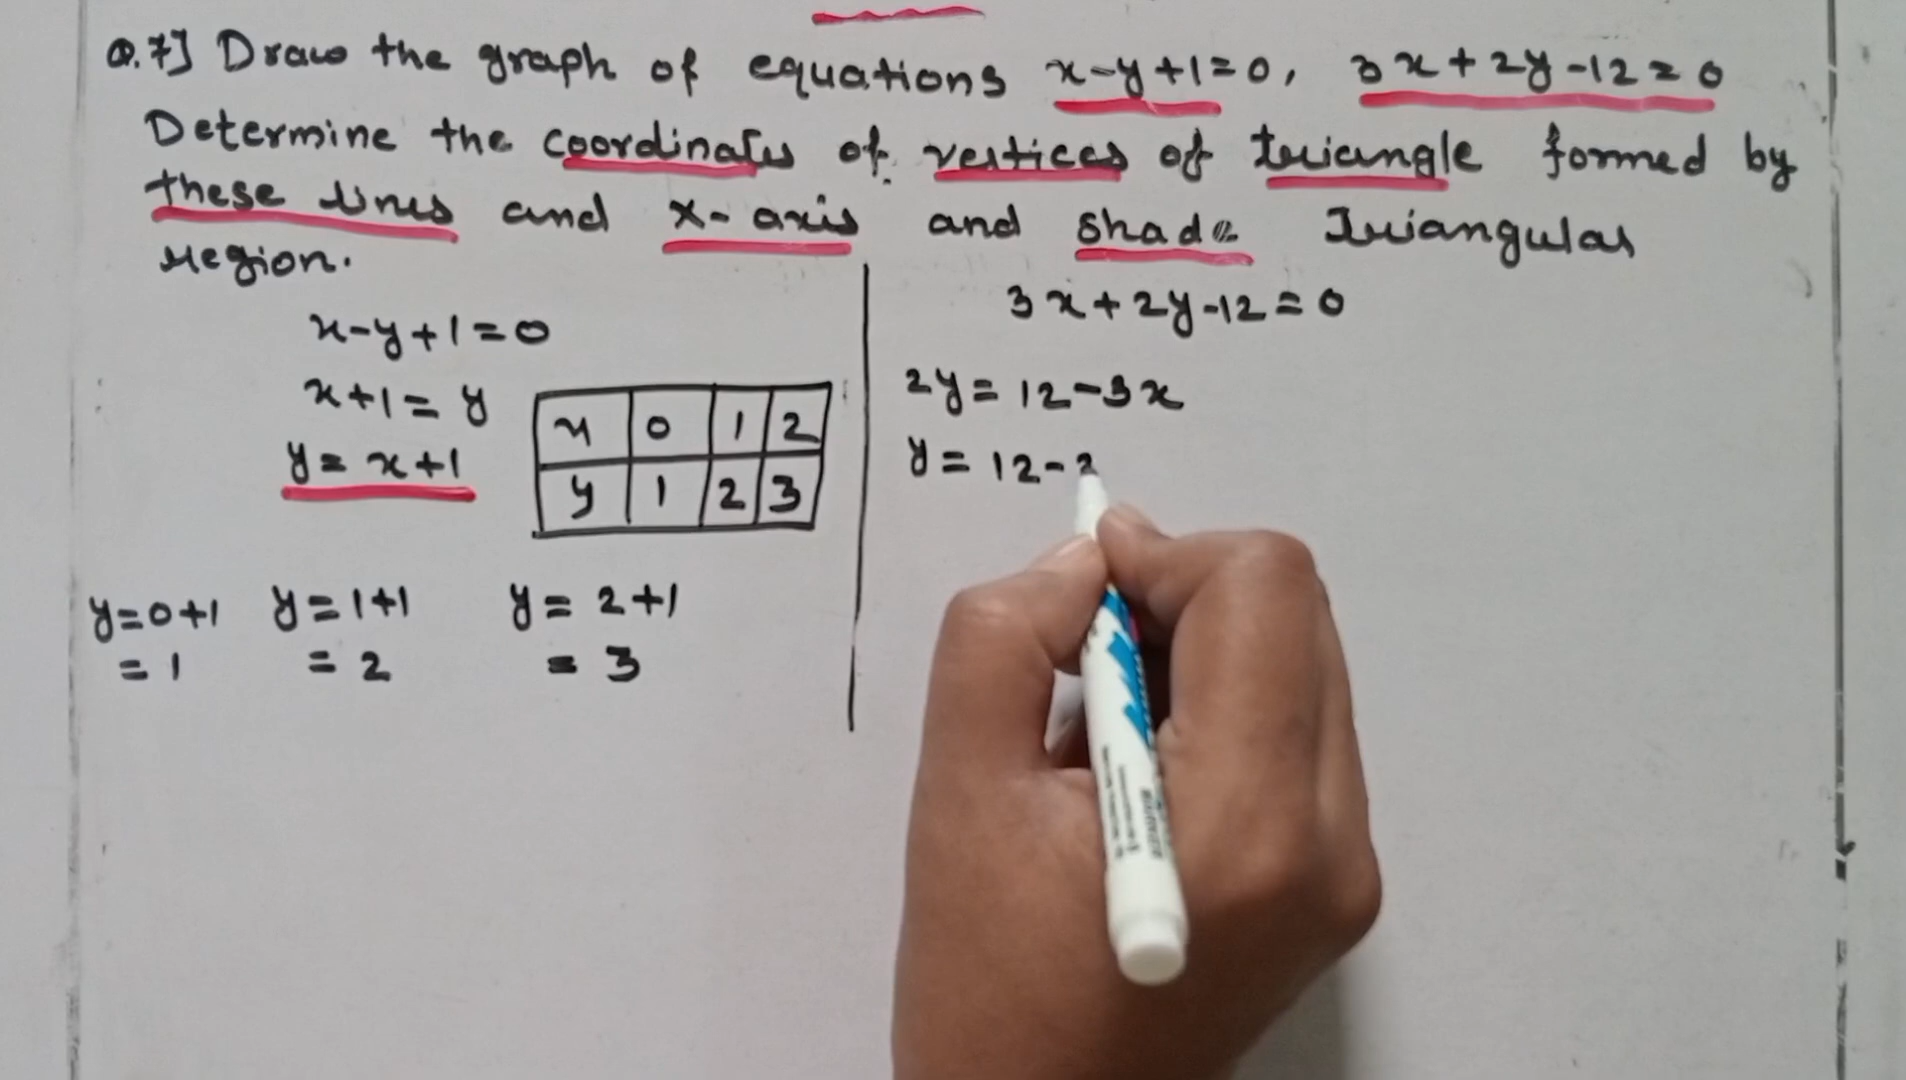 Q.7] Draw the graph of equations x-y+1=0, 3x+2y-12=0
Determine the coordinates of vertices of triangle formed by
these lines and x-axis and shade Triangular
region.
x-y+1=0
x+1=y
y=x+1
x 0 1 2
y 1 2 3
y=0+1 y=1+1 y=2+1
=1 =2 =3
3x+2y-12=0
2y=12-3x
y=12-